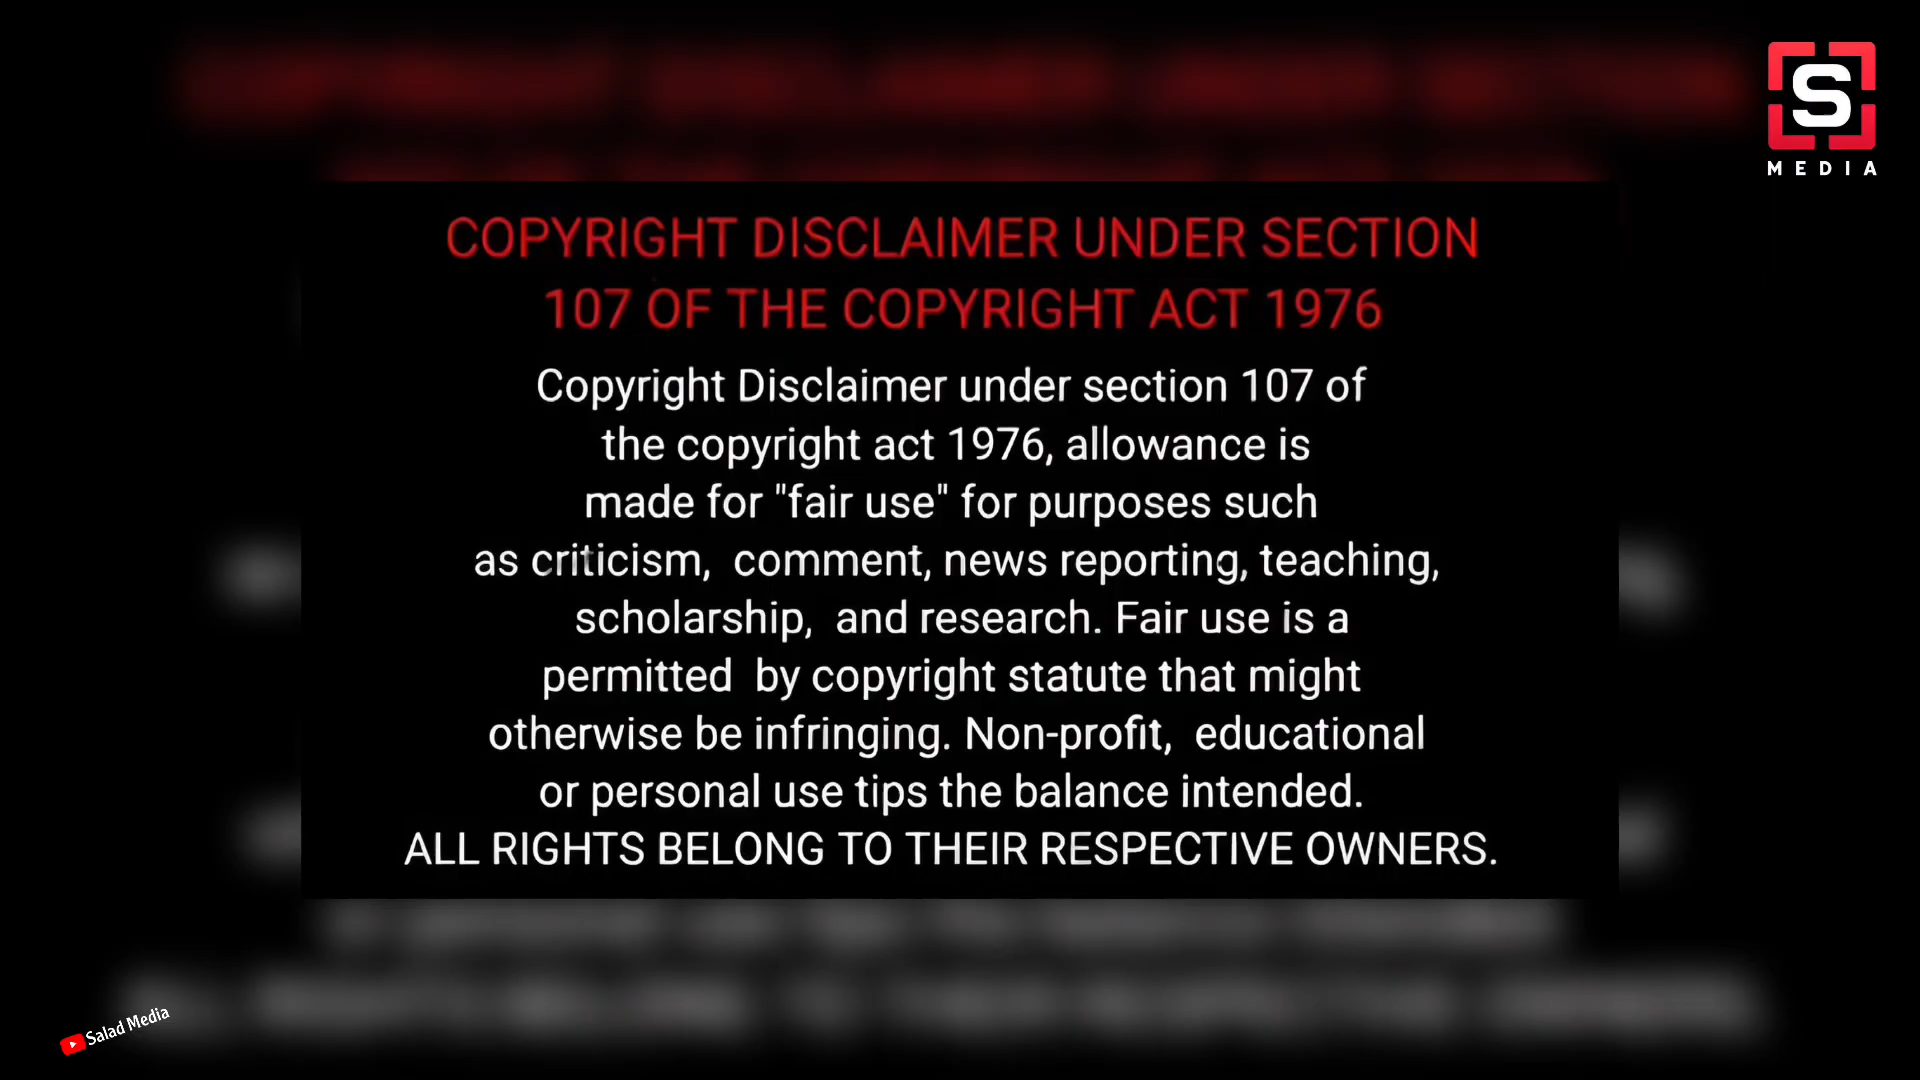 S
MEDIA
COPYRIGHT DISCLAIMER UNDER SECTION
107 OF THE COPYRIGHT ACT 1976
Copyright Disclaimer under section 107 of
the copyright act 1976, allowance is
made for "fair use" for purposes such
as criticism,  comment, news reporting, teaching,
scholarship,  and research. Fair use is a
permitted  by copyright statute that might
otherwise be infringing. Non-profit,  educational
or personal use tips the balance intended.
ALL RIGHTS BELONG TO THEIR RESPECTIVE OWNERS.
Salad Media